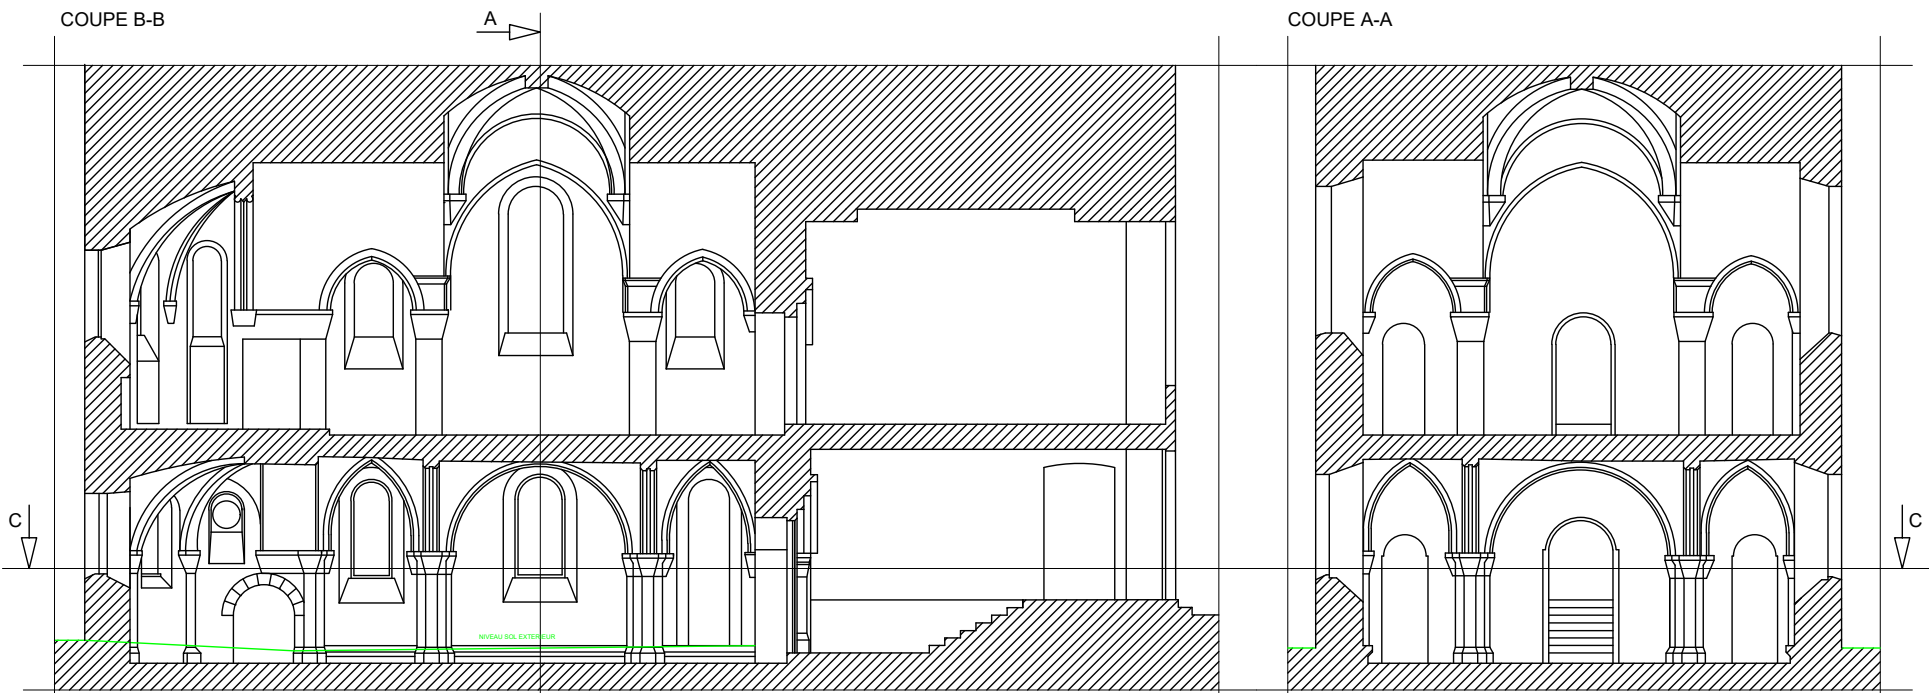 COUPE B-B
A
COUPE A-A
C
C
NIVEAU SOL EXTERIEUR